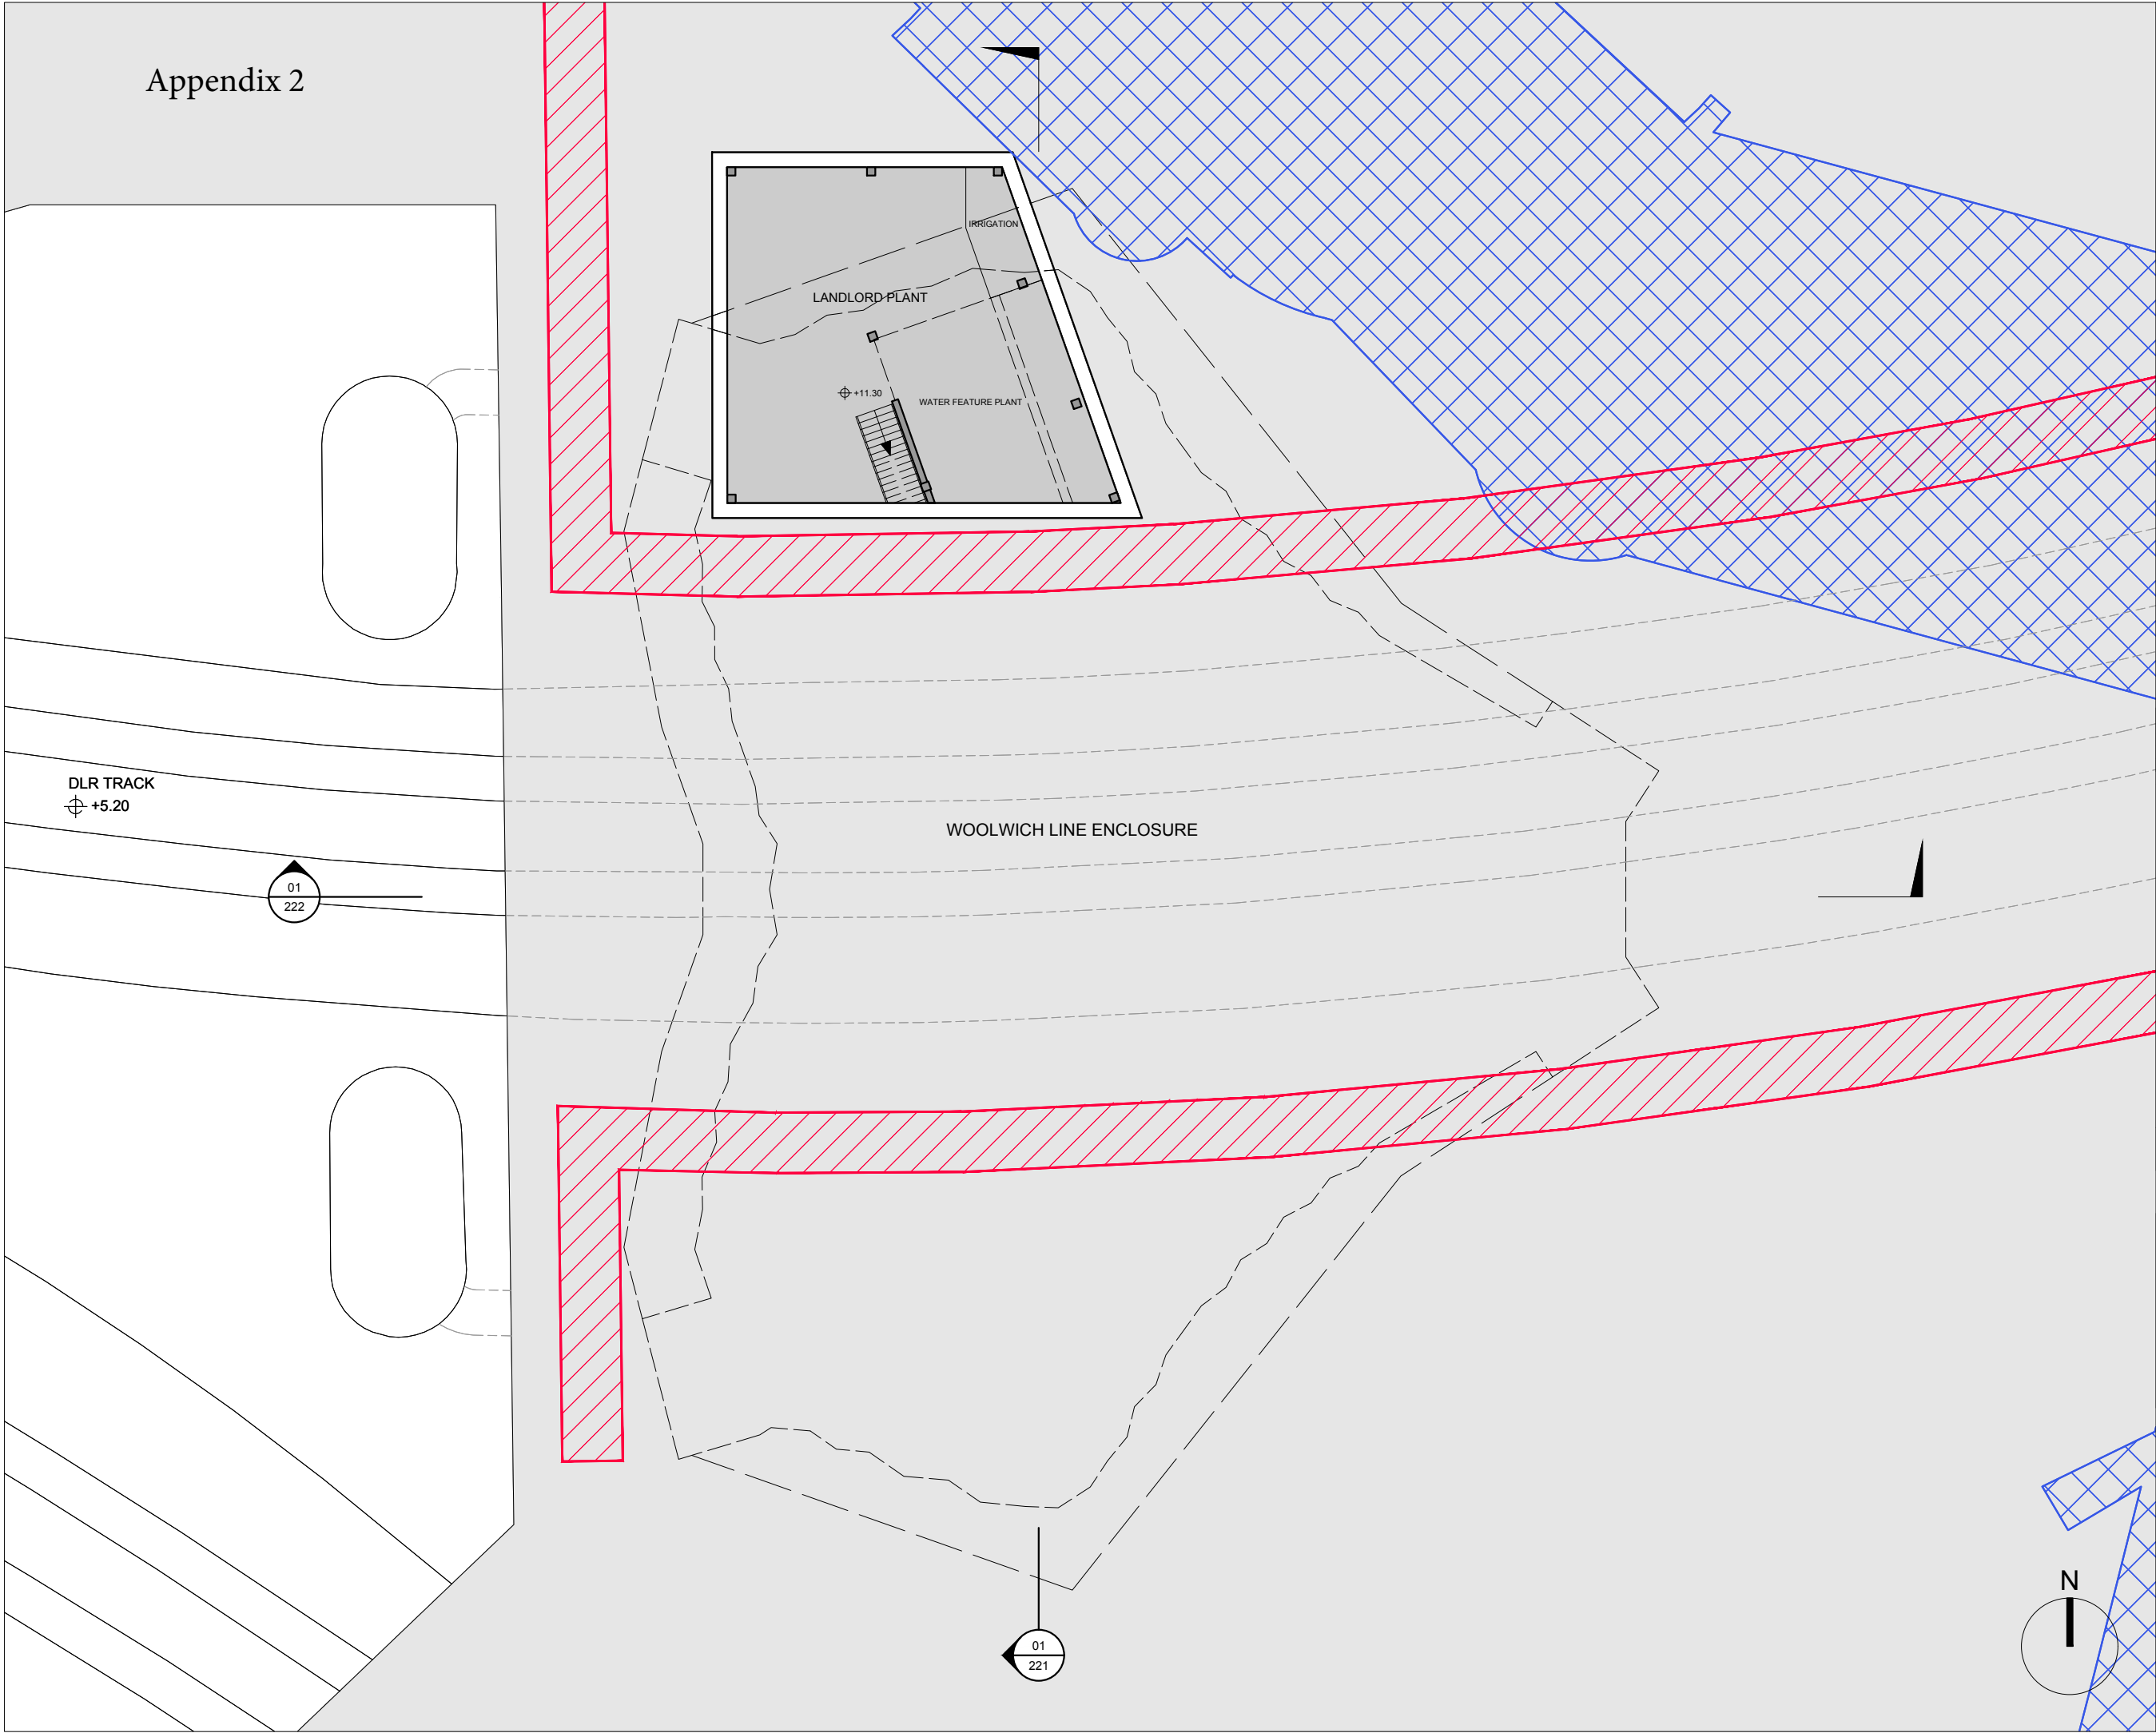 Appendix 2
IRRIGATION
LANDLORD PLANT
+11.30
WATER FEATURE PLANT
DLR TRACK
+5.20
WOOLWICH LINE ENCLOSURE
01
222
N
01
221